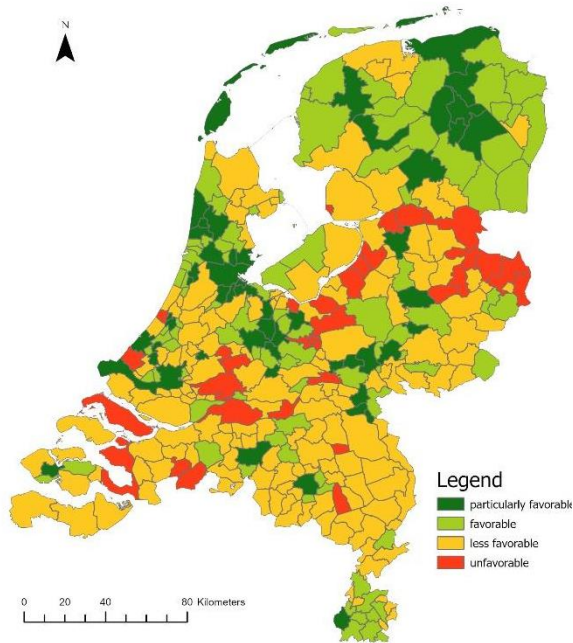 N
Legend
particularly favorable
favorable
less favorable
unfavorable
0 20 40 80 Kilometers